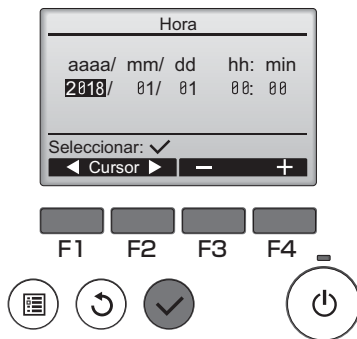 Hora
aaaa/ mm/ dd hh: min
2018/ 01/ 01 00: 00
Seleccionar: ✓
◀ Cursor ▶ − +
F1 F2 F3 F4